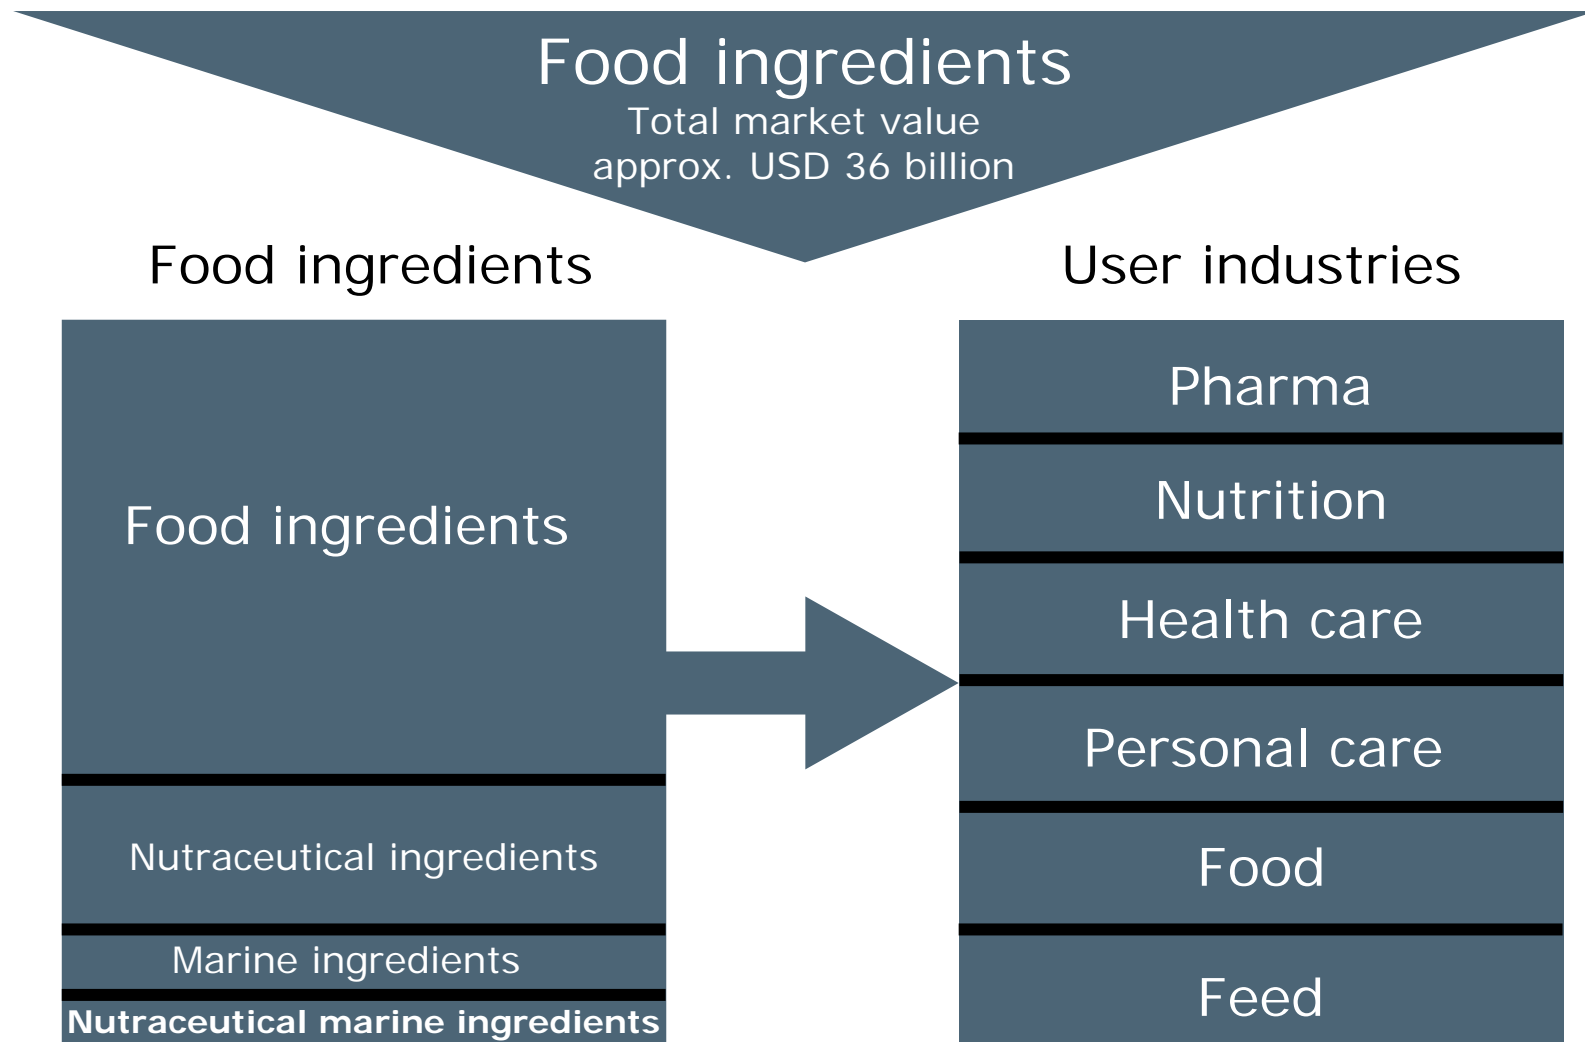 Food ingredients
Total market value
approx. USD 36 billion
Food ingredients
Food ingredients
Nutraceutical ingredients
Marine ingredients
Nutraceutical marine ingredients
User industries
Pharma
Nutrition
Health care
Personal care
Food
Feed